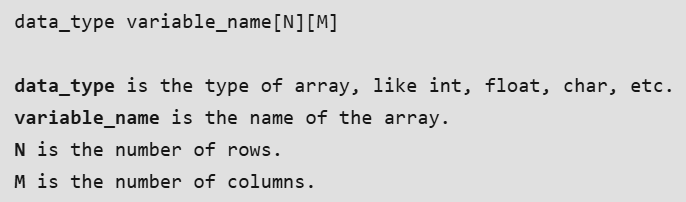 data_type variable_name[N][M]
data_type is the type of array, like int, float, char, etc.
variable_name is the name of the array.
N is the number of rows.
M is the number of columns.